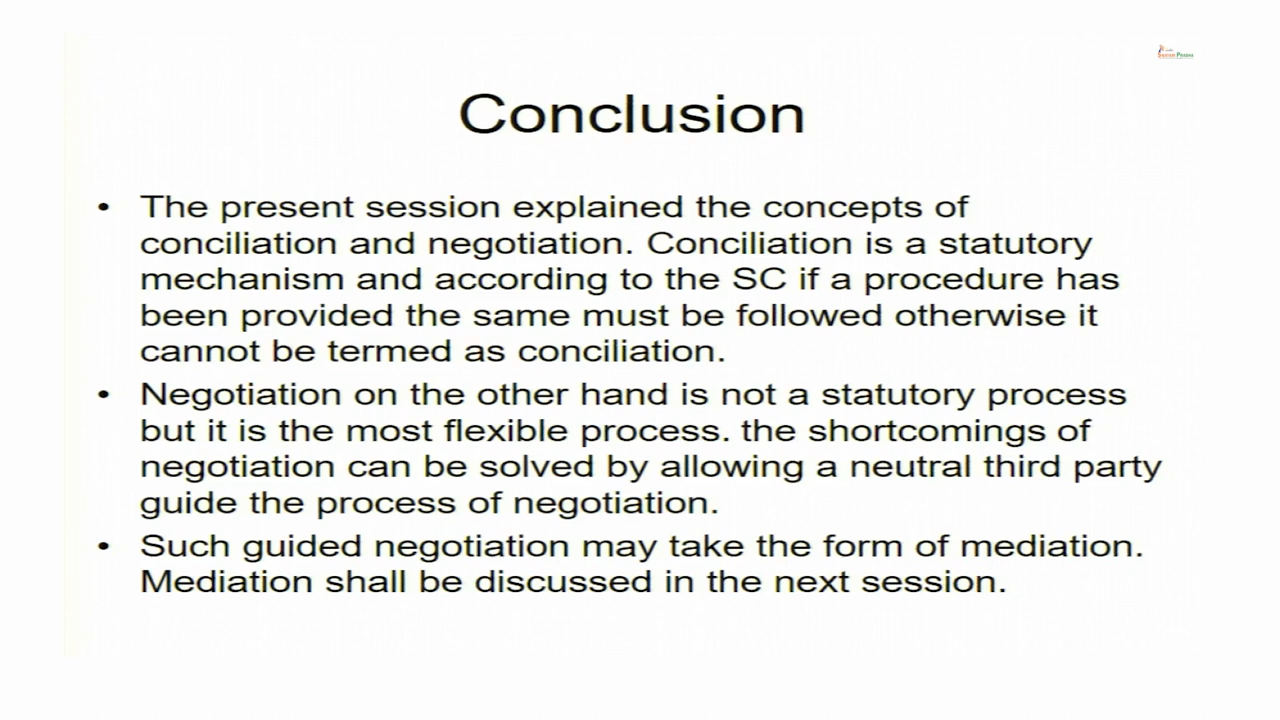 Conclusion
• The present session explained the concepts of
conciliation and negotiation. Conciliation is a statutory
mechanism and according to the SC if a procedure has
been provided the same must be followed otherwise it
cannot be termed as conciliation.
• Negotiation on the other hand is not a statutory process
but it is the most flexible process. the shortcomings of
negotiation can be solved by allowing a neutral third party
guide the process of negotiation.
• Such guided negotiation may take the form of mediation.
Mediation shall be discussed in the next session.